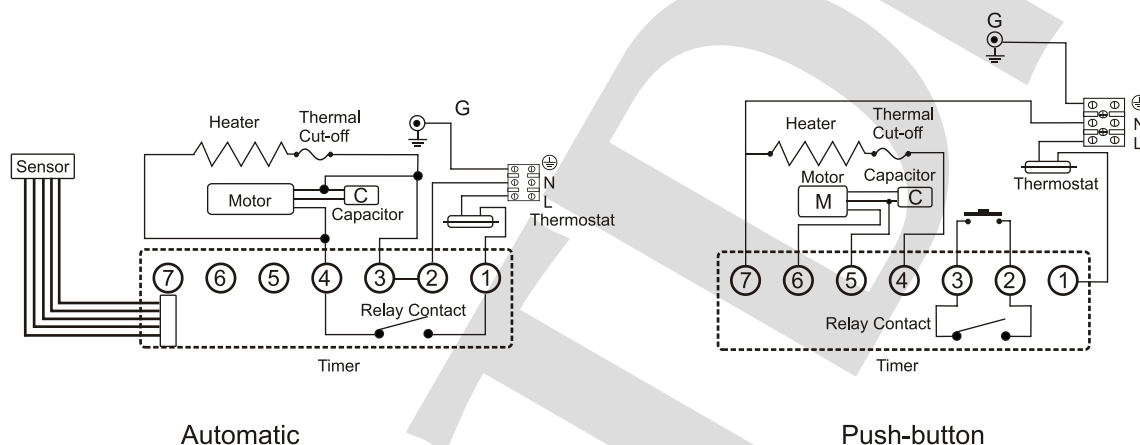 G
Heater
Thermal
Cut-off
Sensor
Motor
C
Capacitor
N
L
Thermostat
7 6 5 4 3 2 1
Relay Contact
Timer
Automatic
G
N
L
Heater
Thermal
Cut-off
Motor
M
Capacitor
C
Thermostat
7 6 5 4 3 2 1
Relay Contact
Timer
Push-button